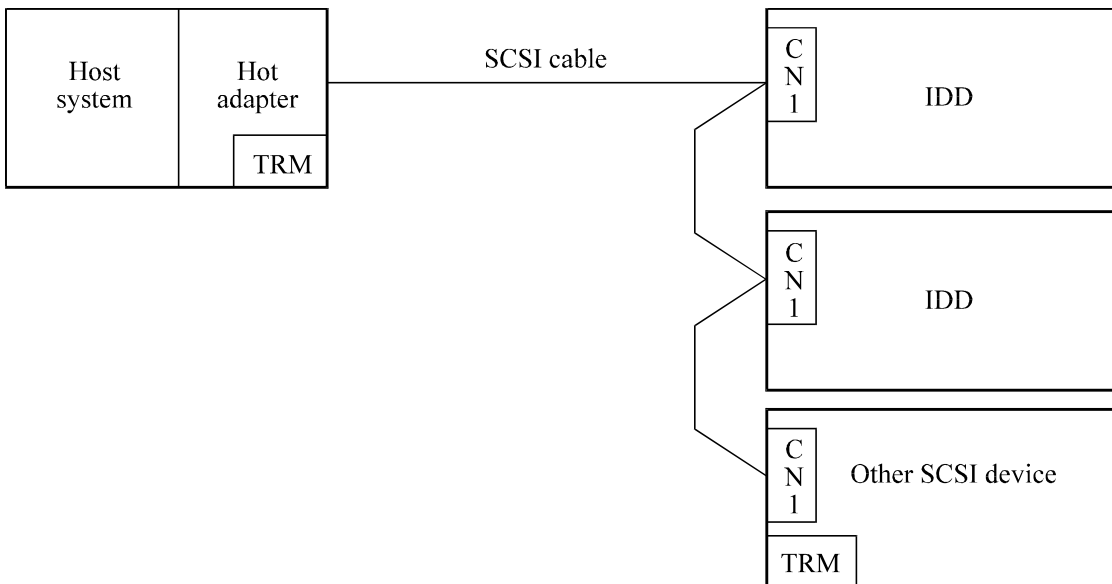 Host
system
Hot
adapter
TRM
SCSI cable
C
N
1
IDD
C
N
1
IDD
C
N
1
Other SCSI device
TRM